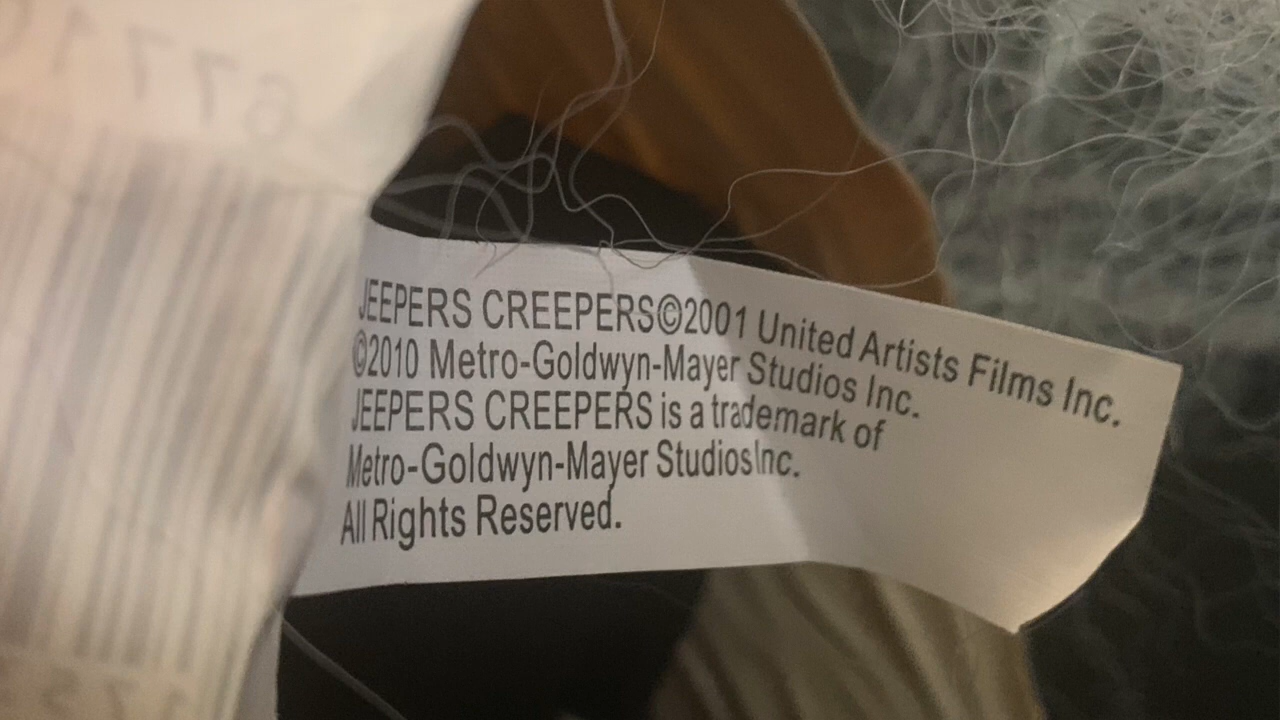 JEEPERS CREEPERS©2001 United Artists Films Inc.
©2010 Metro-Goldwyn-Mayer Studios Inc.
JEEPERS CREEPERS is a trademark of
Metro-Goldwyn-Mayer Studios Inc.
All Rights Reserved.